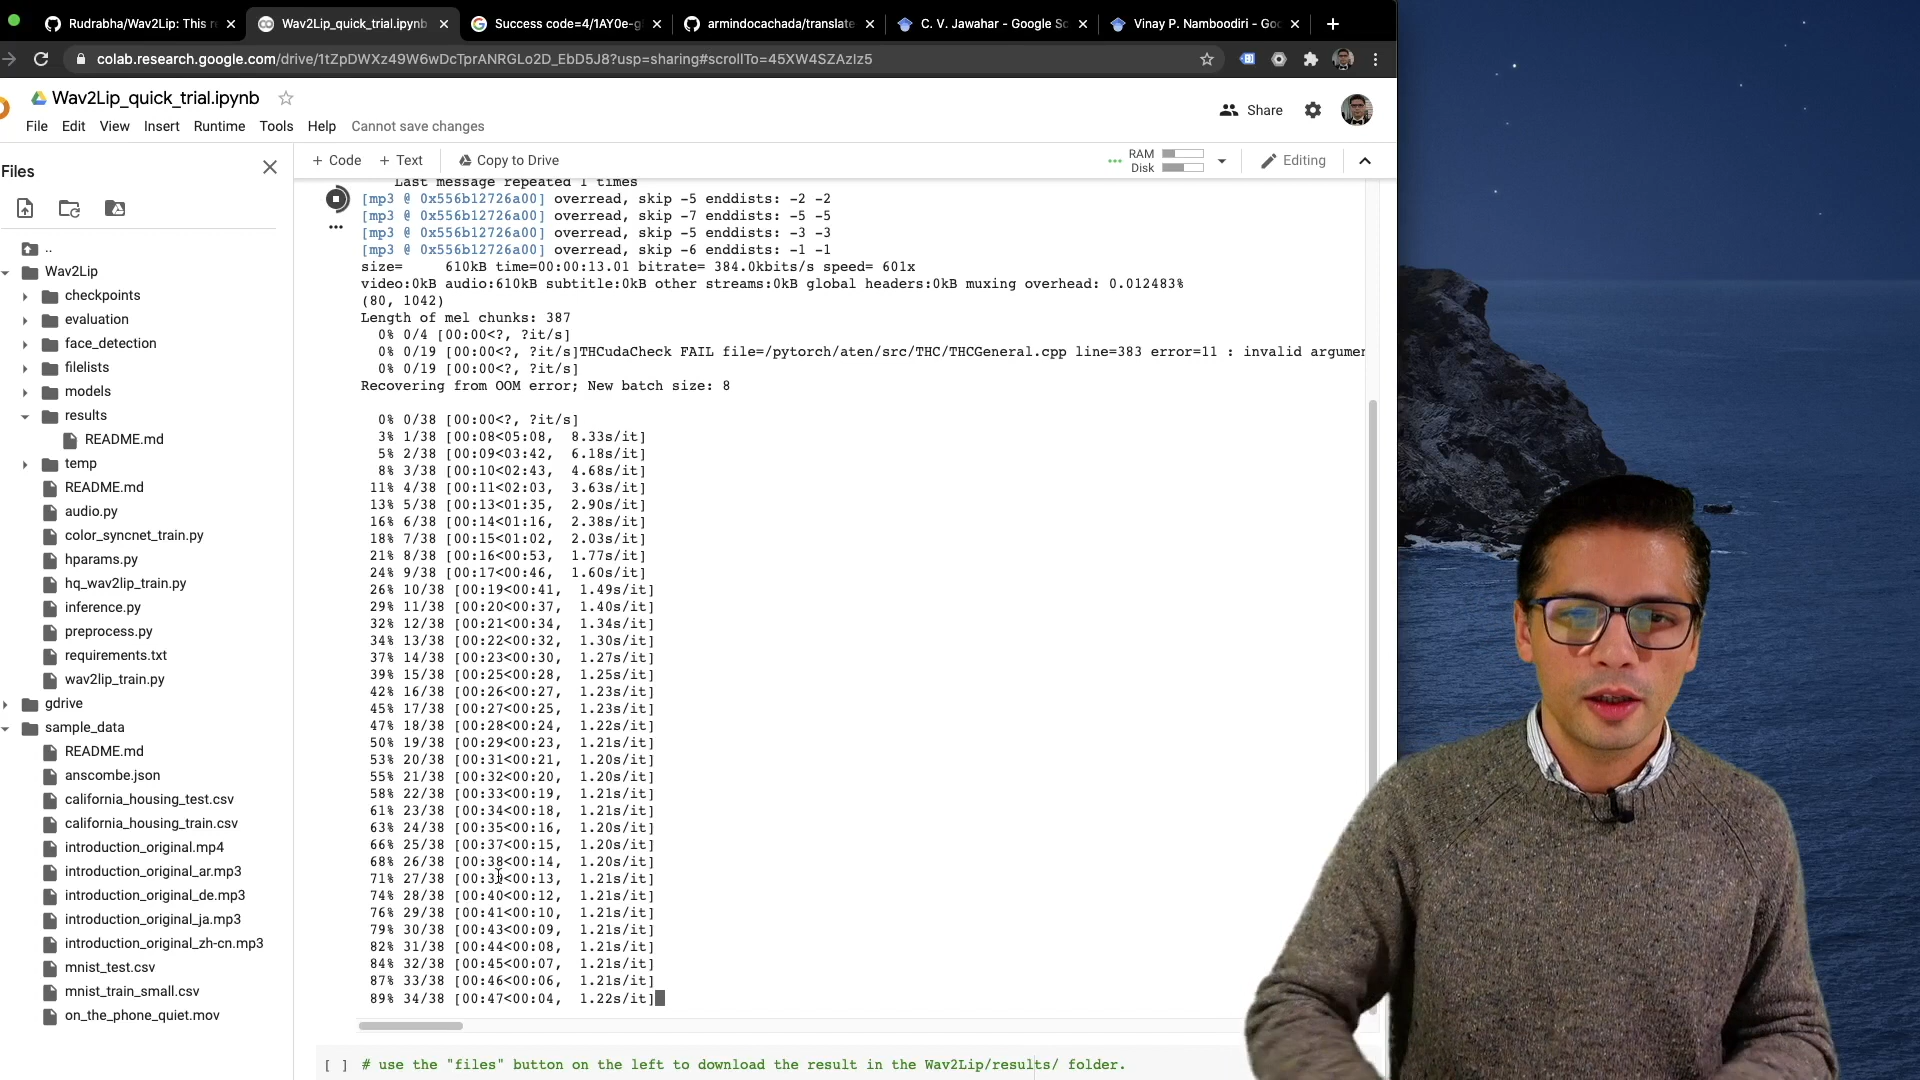 Rudrabha/Wav2Lip: This re
Wav2Lip_quick_trial.ipynb
Success code=4/1AY0e-g
armindocachada/translate
C. V. Jawahar - Google Sc
Vinay P. Namboodiri - Goo
colab.research.google.com/drive/1tZpDWXz49W6wDcTprANRGLo2D_EbD5J8?usp=sharing#scrollTo=45XW4SZAzlz5
Wav2Lip_quick_trial.ipynb
Share
File Edit View Insert Runtime Tools Help Cannot save changes
Files
+ Code + Text Copy to Drive
RAM
Disk
Editing
..
Wav2Lip
checkpoints
evaluation
face_detection
filelists
models
results
README.md
temp
README.md
audio.py
color_syncnet_train.py
hparams.py
hq_wav2lip_train.py
inference.py
preprocess.py
requirements.txt
wav2lip_train.py
gdrive
sample_data
README.md
anscombe.json
california_housing_test.csv
california_housing_train.csv
introduction_original.mp4
introduction_original_ar.mp3
introduction_original_de.mp3
introduction_original_ja.mp3
introduction_original_zh-cn.mp3
mnist_test.csv
mnist_train_small.csv
on_the_phone_quiet.mov
Last message repeated 1 times
[mp3 @ 0x556b12726a00] overread, skip -5 enddists: -2 -2
[mp3 @ 0x556b12726a00] overread, skip -7 enddists: -5 -5
[mp3 @ 0x556b12726a00] overread, skip -5 enddists: -3 -3
[mp3 @ 0x556b12726a00] overread, skip -6 enddists: -1 -1
size= 610kB time=00:00:13.01 bitrate= 384.0kbits/s speed= 601x
video:0kB audio:610kB subtitle:0kB other streams:0kB global headers:0kB muxing overhead: 0.012483%
(80, 1042)
Length of mel chunks: 387
0% 0/4 [00:00<?, ?it/s]
0% 0/19 [00:00<?, ?it/s]THCudaCheck FAIL file=/pytorch/aten/src/THC/THCGeneral.cpp line=383 error=11 : invalid argumen
0% 0/19 [00:00<?, ?it/s]
Recovering from OOM error; New batch size: 8
0% 0/38 [00:00<?, ?it/s]
3% 1/38 [00:08<05:08, 8.33s/it]
5% 2/38 [00:09<03:42, 6.18s/it]
8% 3/38 [00:10<02:43, 4.68s/it]
11% 4/38 [00:11<02:03, 3.63s/it]
13% 5/38 [00:13<01:35, 2.90s/it]
16% 6/38 [00:14<01:16, 2.38s/it]
18% 7/38 [00:15<01:02, 2.03s/it]
21% 8/38 [00:16<00:53, 1.77s/it]
24% 9/38 [00:17<00:46, 1.60s/it]
26% 10/38 [00:19<00:41, 1.49s/it]
29% 11/38 [00:20<00:37, 1.40s/it]
32% 12/38 [00:21<00:34, 1.34s/it]
34% 13/38 [00:22<00:32, 1.30s/it]
37% 14/38 [00:23<00:30, 1.27s/it]
39% 15/38 [00:25<00:28, 1.25s/it]
42% 16/38 [00:26<00:27, 1.23s/it]
45% 17/38 [00:27<00:25, 1.23s/it]
47% 18/38 [00:28<00:24, 1.22s/it]
50% 19/38 [00:29<00:23, 1.21s/it]
53% 20/38 [00:31<00:21, 1.20s/it]
55% 21/38 [00:32<00:20, 1.20s/it]
58% 22/38 [00:33<00:19, 1.21s/it]
61% 23/38 [00:34<00:18, 1.21s/it]
63% 24/38 [00:35<00:16, 1.20s/it]
66% 25/38 [00:37<00:15, 1.20s/it]
68% 26/38 [00:38<00:14, 1.20s/it]
71% 27/38 [00:39<00:13, 1.21s/it]
74% 28/38 [00:40<00:12, 1.21s/it]
76% 29/38 [00:41<00:10, 1.21s/it]
79% 30/38 [00:43<00:09, 1.21s/it]
82% 31/38 [00:44<00:08, 1.21s/it]
84% 32/38 [00:45<00:07, 1.21s/it]
87% 33/38 [00:46<00:06, 1.21s/it]
89% 34/38 [00:47<00:04, 1.22s/it]
[ ] # use the "files" button on the left to download the result in the Wav2Lip/results/ folder.